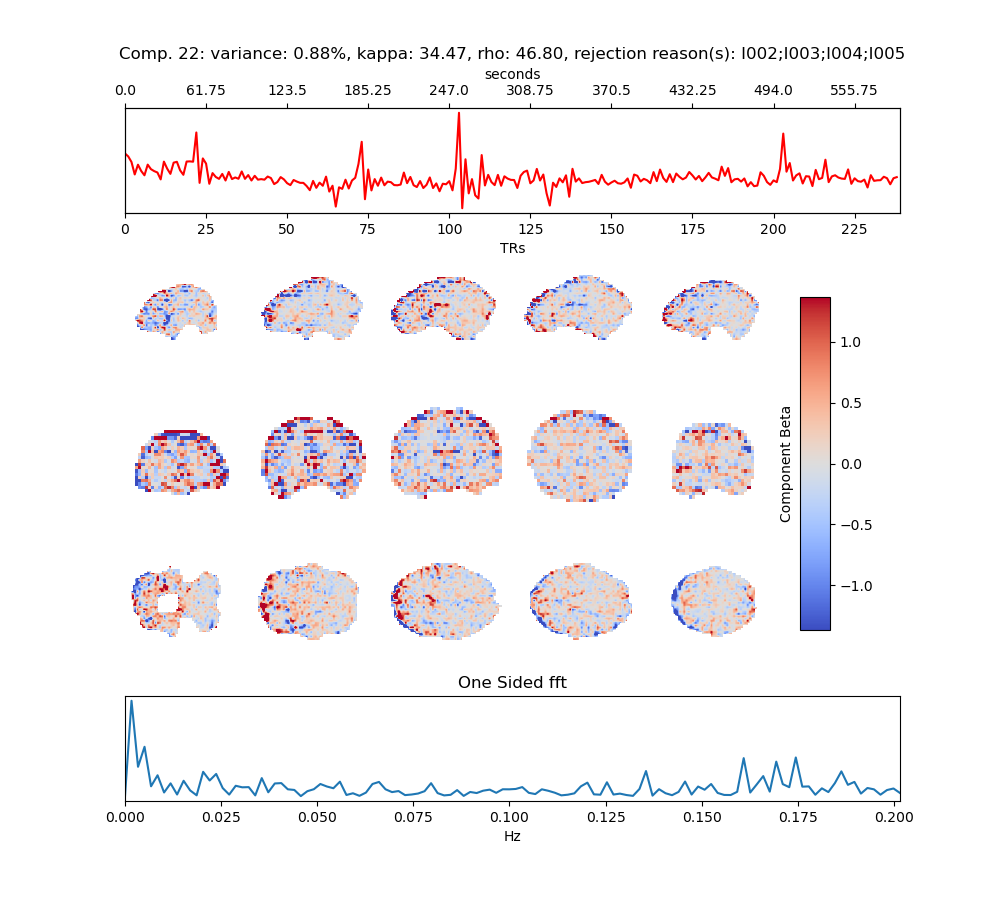 Comp. 22: variance: 0.88%, kappa: 34.47, rho: 46.80, rejection reason(s): I002;I003;I004;I005
seconds
0.0 61.75 123.5 185.25 247.0 308.75 370.5 432.25 494.0 555.75
0 25 50 75 100 125 150 175 200 225
TRs
1.0
0.5
0.0
−0.5
−1.0
Component Beta
One Sided fft
0.000 0.025 0.050 0.075 0.100 0.125 0.150 0.175 0.200
Hz